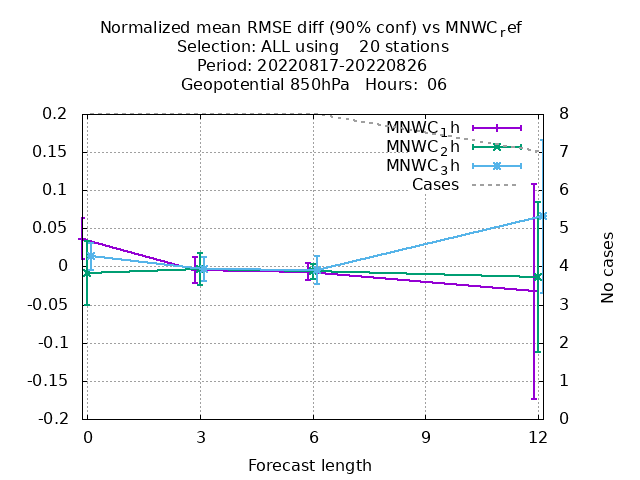 Normalized mean RMSE diff (90% conf) vs MNWC_ref
Selection: ALL using    20 stations
Period: 20220817-20220826
Geopotential 850hPa   Hours:  06
0.2
0.15
0.1
0.05
0
-0.05
-0.1
-0.15
-0.2
MNWC_1h
MNWC_2h
MNWC_3h
Cases
8
7
6
5
4
3
2
1
0
No cases
0 3 6 9 12
Forecast length